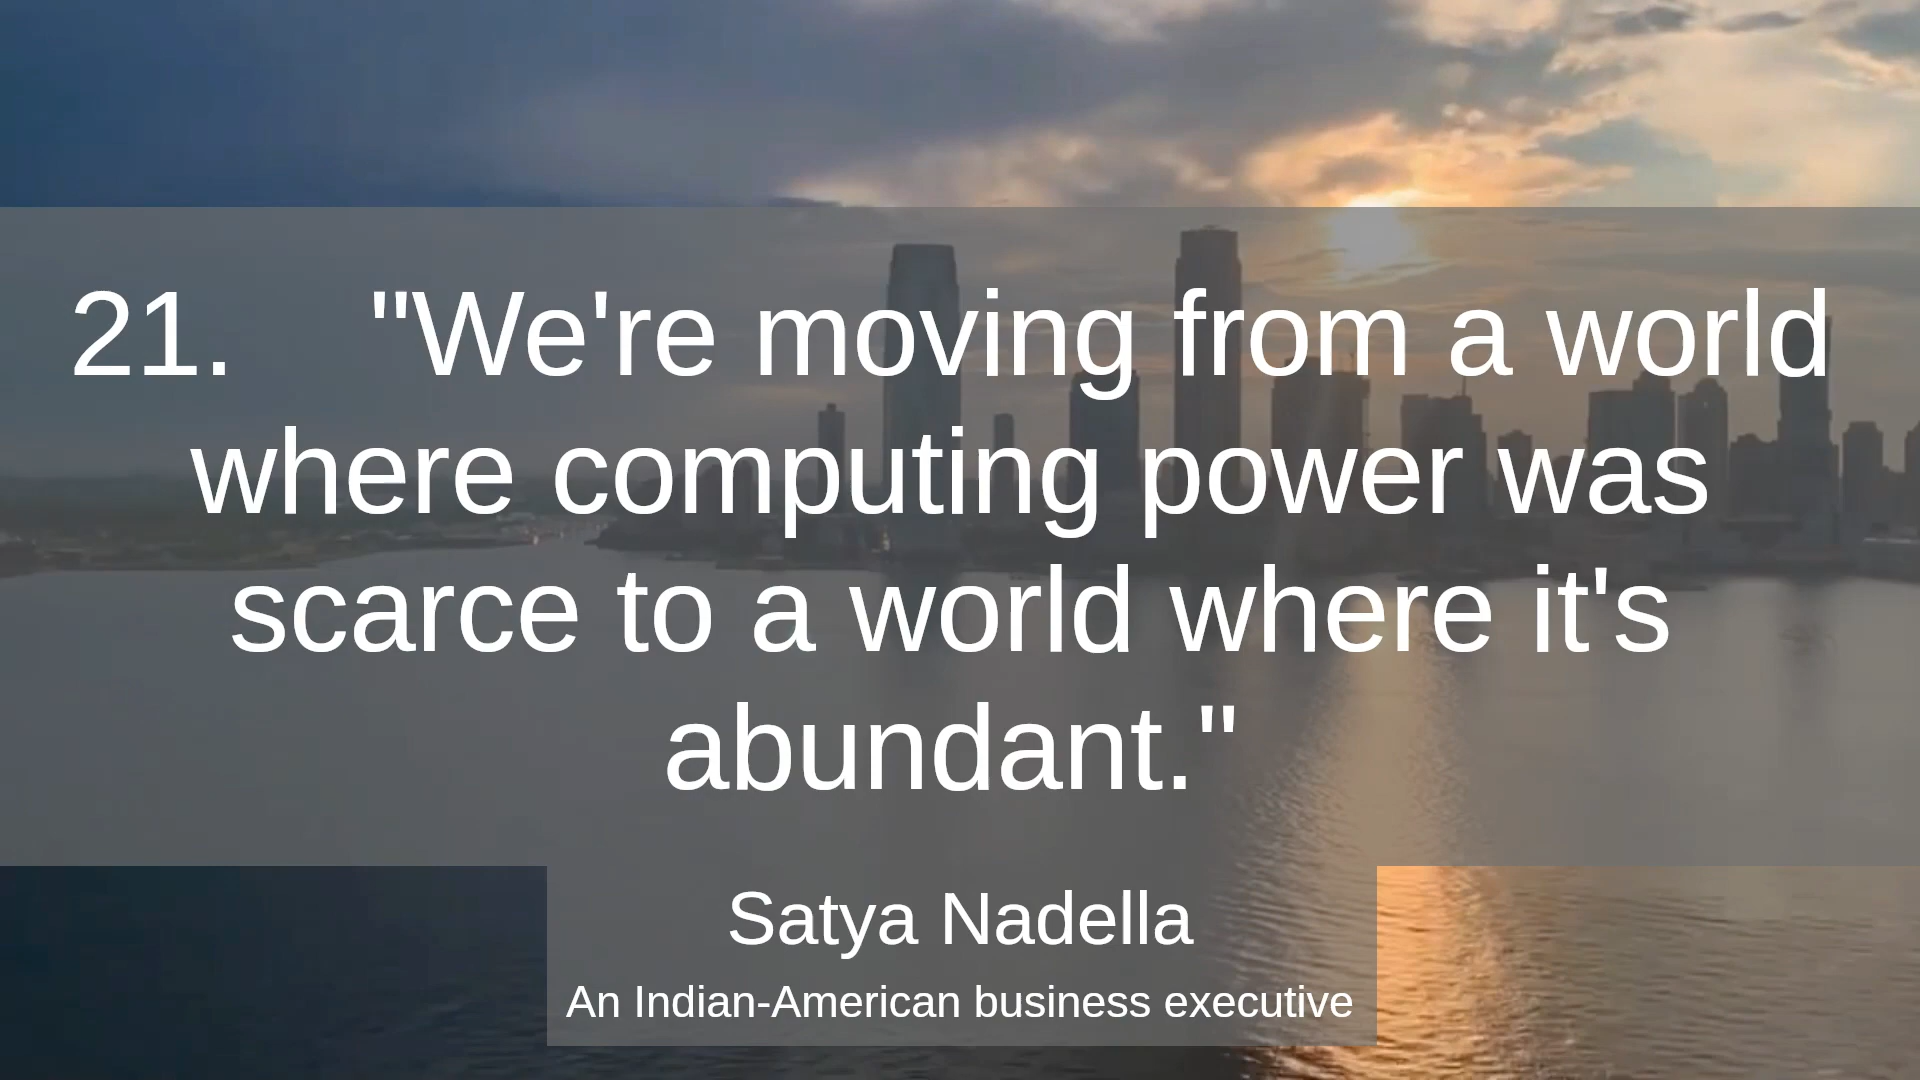 21.    "We're moving from a world
where computing power was
scarce to a world where it's
abundant."
Satya Nadella
An Indian-American business executive